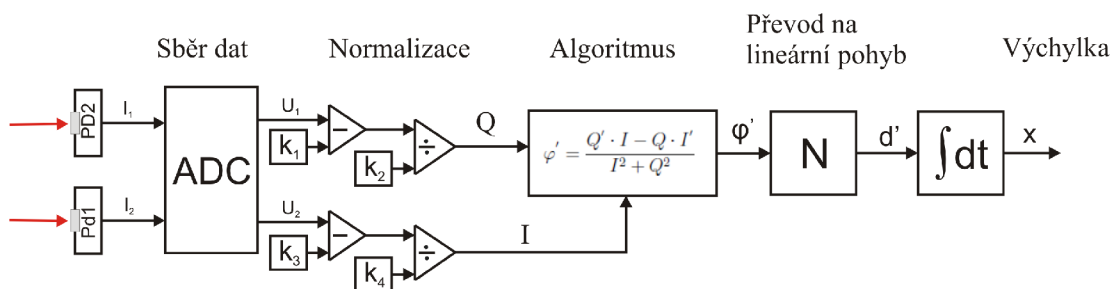 Sběr dat
Normalizace
Algoritmus
Převod na
lineární pohyb
Výchylka
PD2
I₁
ADC
U₁
−
k₁
÷
k₂
Q
φ' = (Q' · I − Q · I') / (I² + Q²)
φ'
N
d'
∫dt
x
Pd1
I₂
U₂
−
k₃
÷
k₄
I